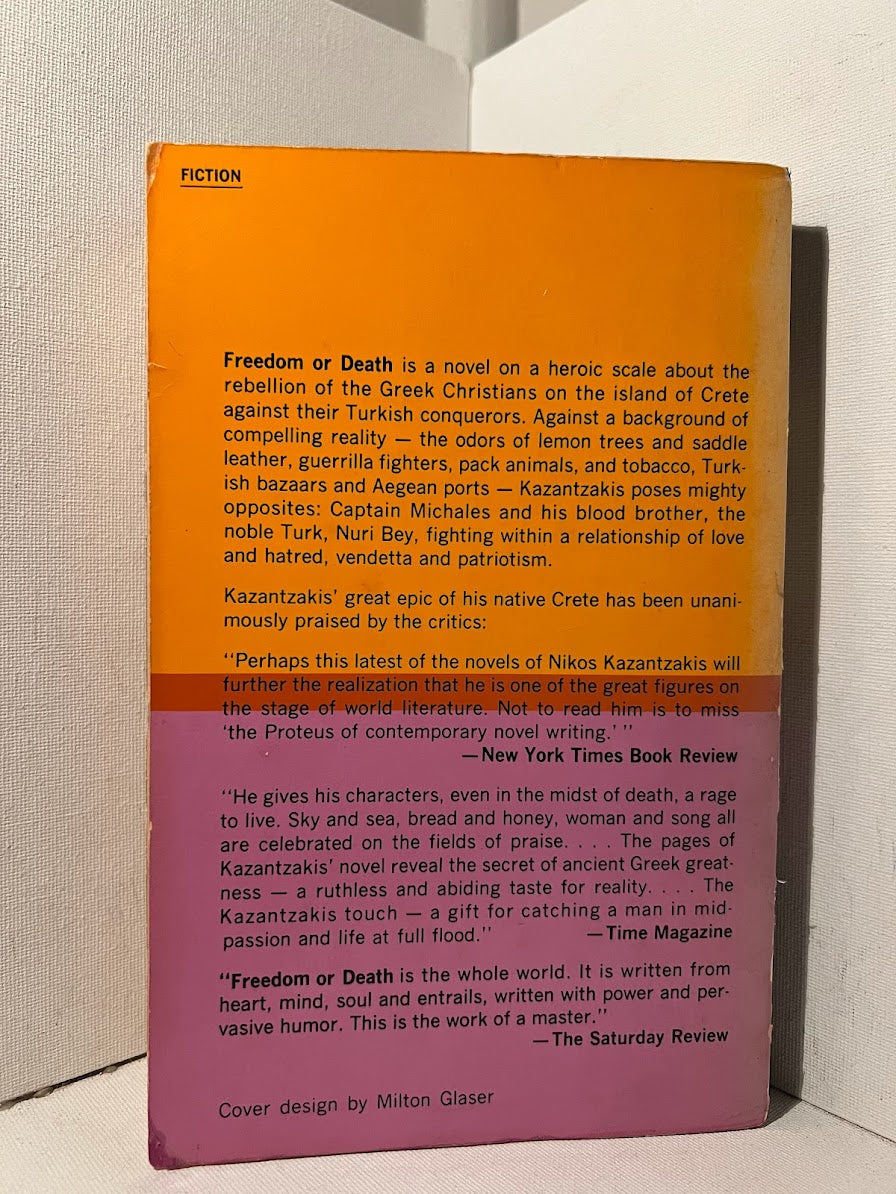 FICTION
Freedom or Death is a novel on a heroic scale about the
rebellion of the Greek Christians on the island of Crete
against their Turkish conquerors. Against a background of
compelling reality — the odors of lemon trees and saddle
leather, guerrilla fighters, pack animals, and tobacco, Turk-
ish bazaars and Aegean ports — Kazantzakis poses mighty
opposites: Captain Michales and his blood brother, the
noble Turk, Nuri Bey, fighting within a relationship of love
and hatred, vendetta and patriotism.
Kazantzakis' great epic of his native Crete has been unani-
mously praised by the critics:
“Perhaps this latest of the novels of Nikos Kazantzakis will
further the realization that he is one of the great figures on
the stage of world literature. Not to read him is to miss
'the Proteus of contemporary novel writing.' ”
—New York Times Book Review
“He gives his characters, even in the midst of death, a rage
to live. Sky and sea, bread and honey, woman and song all
are celebrated on the fields of praise. . . . The pages of
Kazantzakis' novel reveal the secret of ancient Greek great-
ness — a ruthless and abiding taste for reality. . . . The
Kazantzakis touch — a gift for catching a man in mid-
passion and life at full flood.” —Time Magazine
“Freedom or Death is the whole world. It is written from
heart, mind, soul and entrails, written with power and per-
vasive humor. This is the work of a master.”
—The Saturday Review
Cover design by Milton Glaser